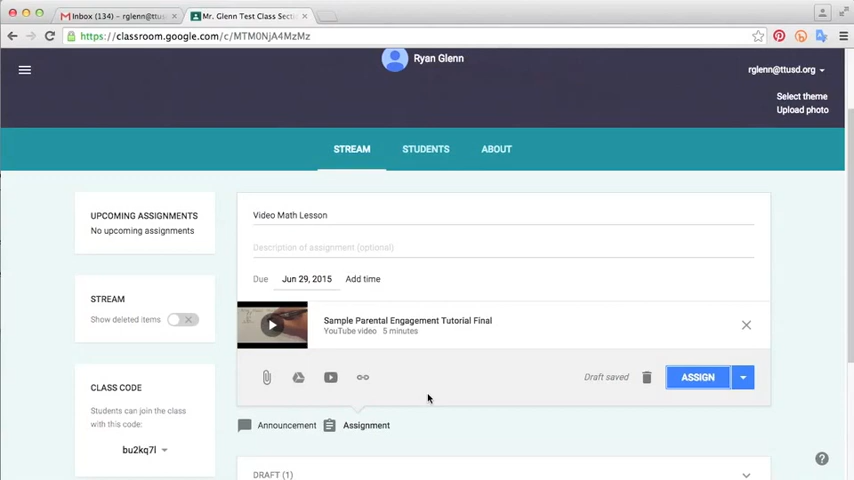 Inbox (134) – rglenn@ttus
Mr. Glenn Test Class Secti
https://classroom.google.com/c/MTM0NjA4MzMz
Ryan Glenn
rglenn@ttusd.org
Select theme
Upload photo
STREAM STUDENTS ABOUT
UPCOMING ASSIGNMENTS
No upcoming assignments
STREAM
Show deleted items
CLASS CODE
Students can join the class
with this code:
bu2kq7l
Video Math Lesson
Description of assignment (optional)
Due Jun 29, 2015 Add time
Sample Parental Engagement Tutorial Final
YouTube video 5 minutes
Draft saved ASSIGN
Announcement Assignment
DRAFT (1)